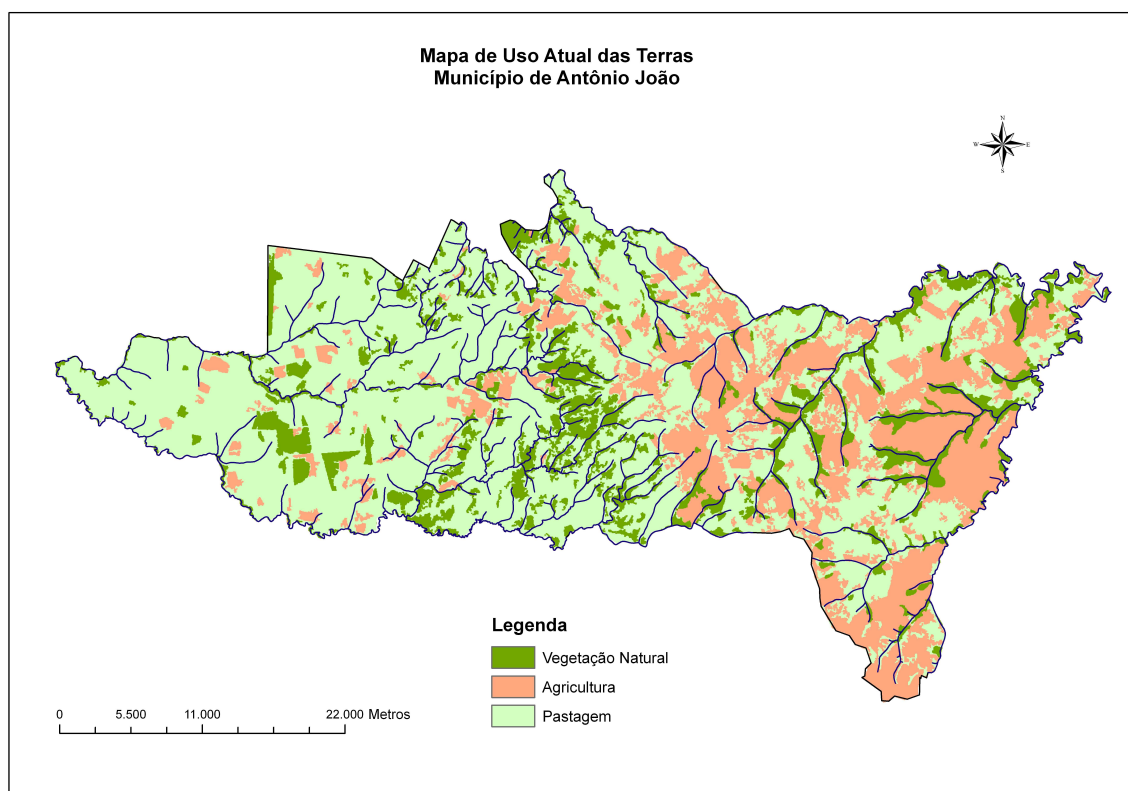 Mapa de Uso Atual das Terras
Município de Antônio João
N
W E
S
Legenda
Vegetação Natural
Agricultura
Pastagem
0 5.500 11.000 22.000 Metros